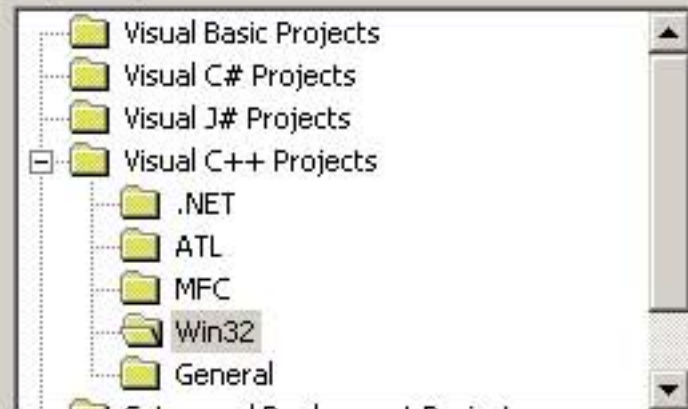 Visual Basic Projects
Visual C# Projects
Visual J# Projects
Visual C++ Projects
.NET
ATL
MFC
Win32
General